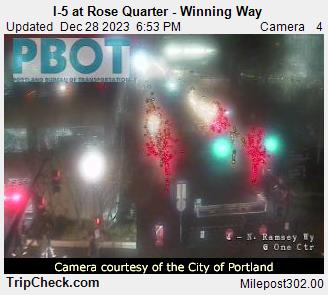 I-5 at Rose Quarter - Winning Way
Updated Dec 28 2023 6:53 PM Camera 4
PBOT
PORTLAND BUREAU OF TRANSPORTATION
4 - N. Ramsey Wy
@ One Ctr
Camera courtesy of the City of Portland
TripCheck.com Milepost302.00